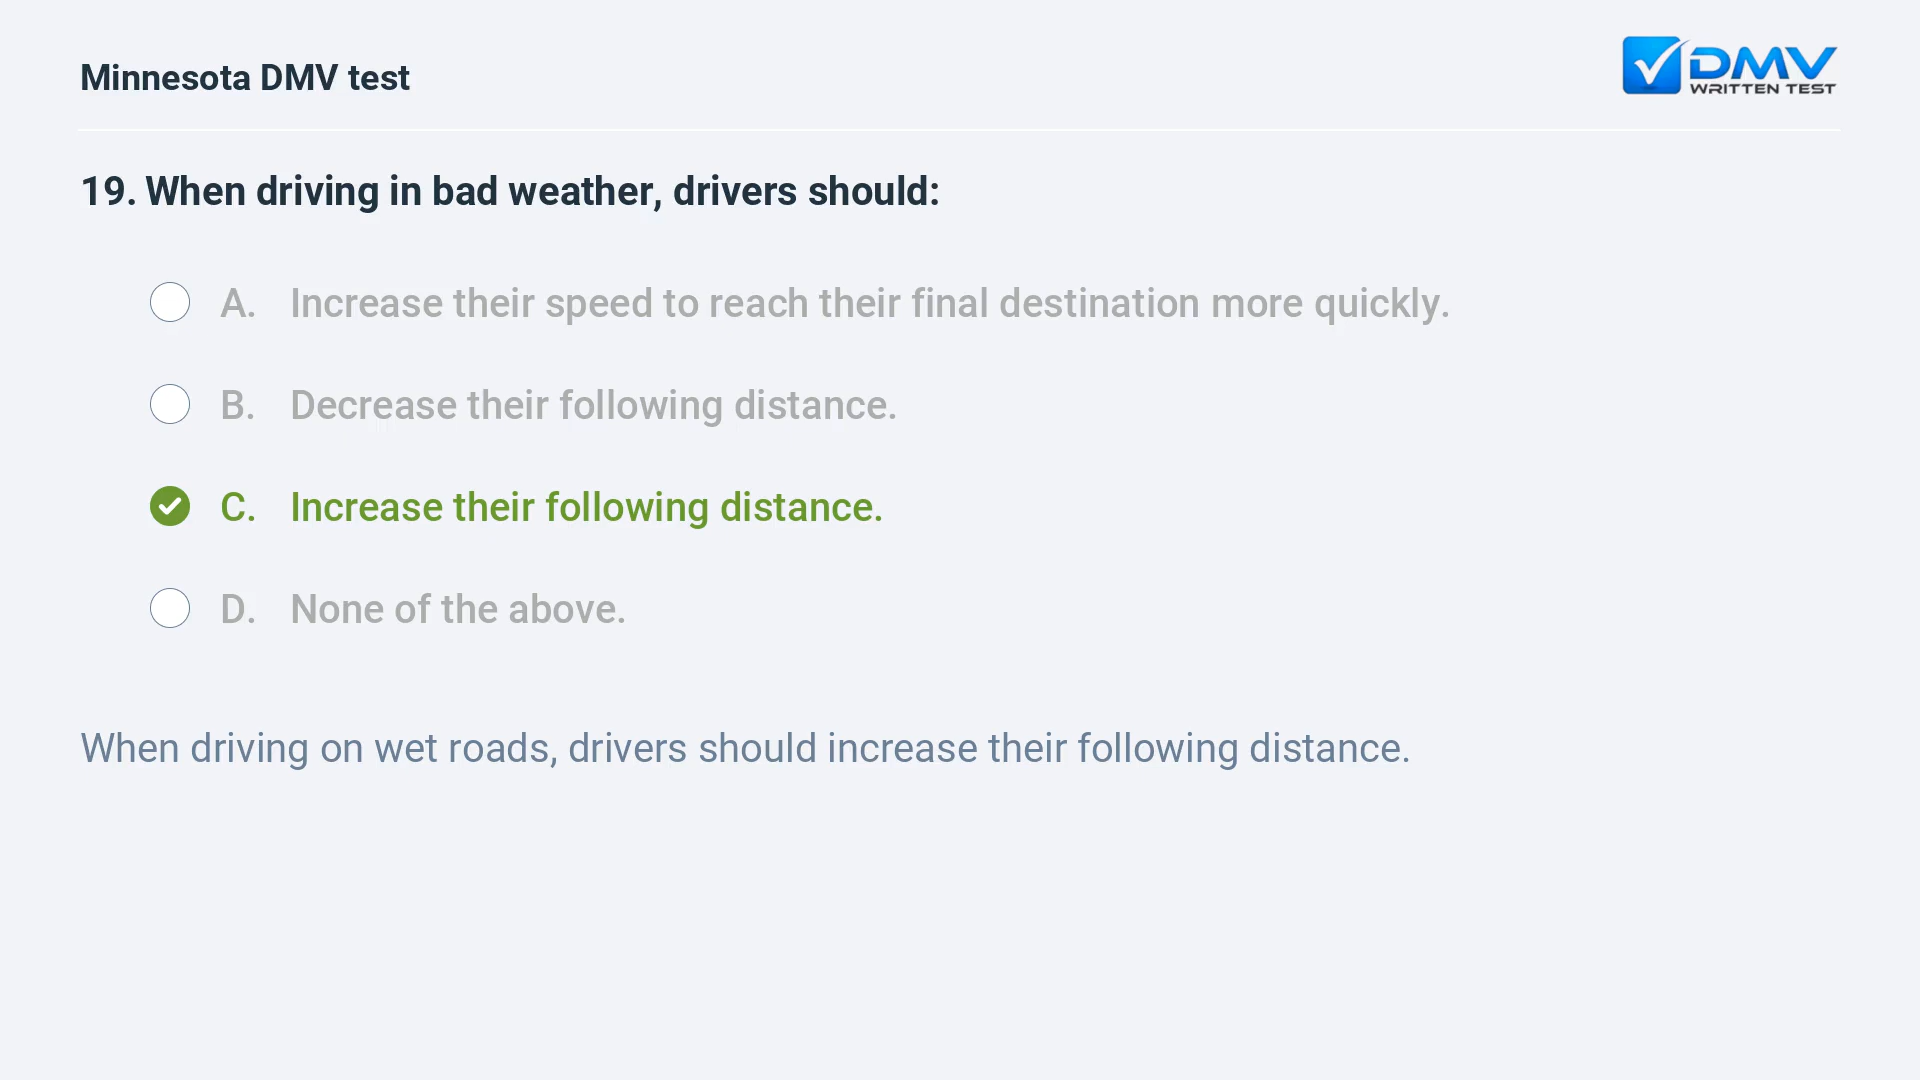 Minnesota DMV test
DMV
WRITTEN TEST
19. When driving in bad weather, drivers should:
A. Increase their speed to reach their final destination more quickly.
B. Decrease their following distance.
C. Increase their following distance.
D. None of the above.
When driving on wet roads, drivers should increase their following distance.